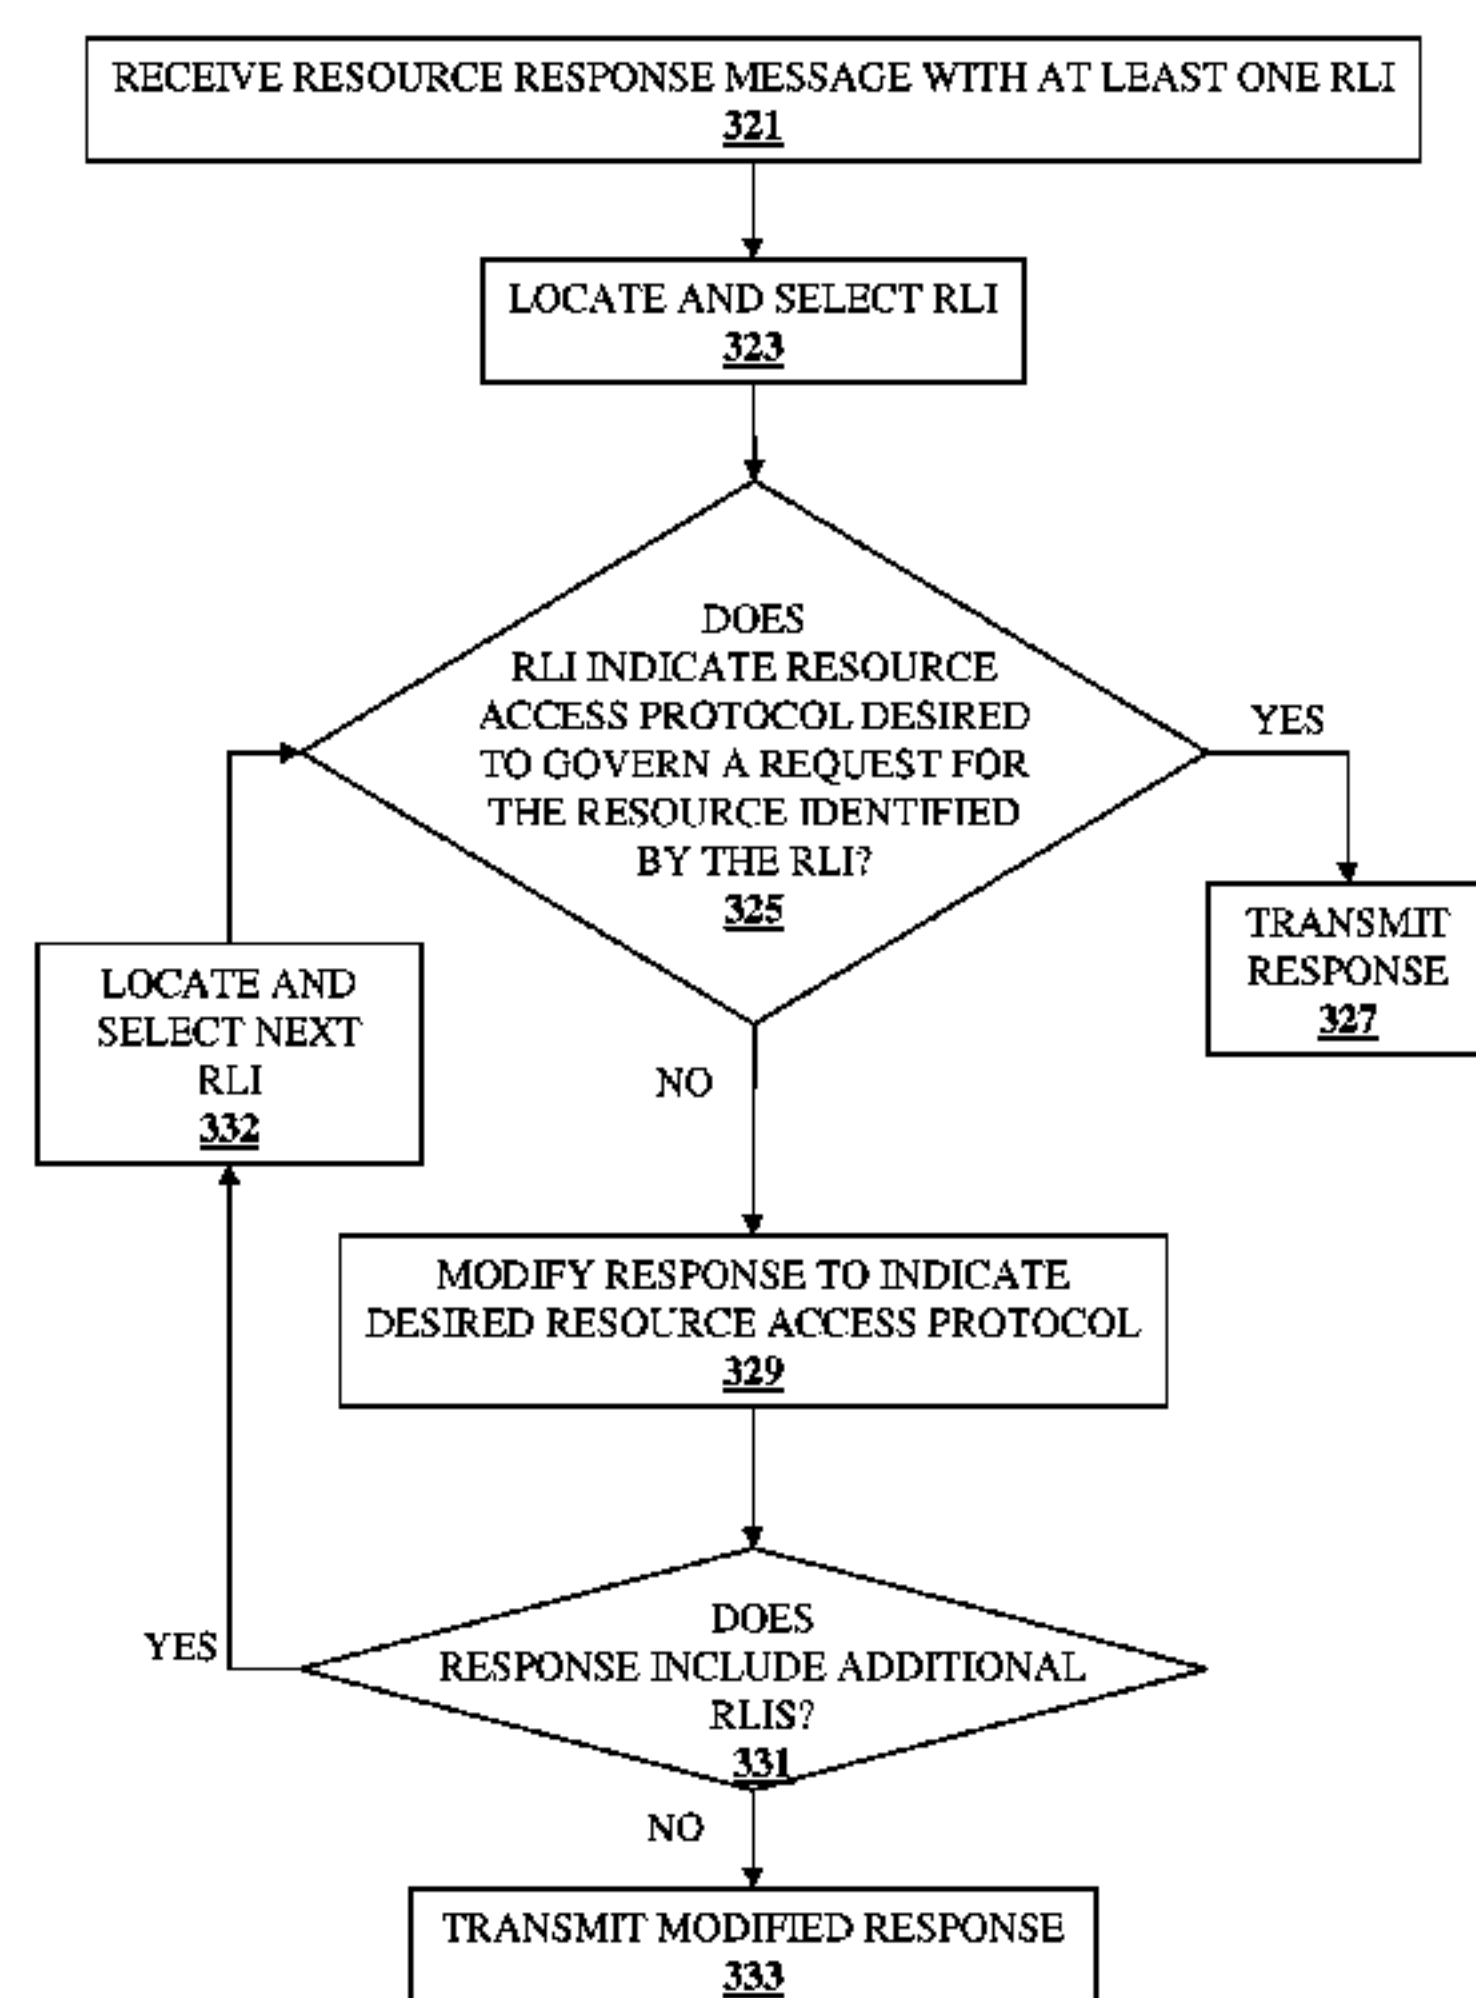 RECEIVE RESOURCE RESPONSE MESSAGE WITH AT LEAST ONE RLI
321
LOCATE AND SELECT RLI
323
DOES
RLI INDICATE RESOURCE
ACCESS PROTOCOL DESIRED
TO GOVERN A REQUEST FOR
THE RESOURCE IDENTIFIED
BY THE RLI?
325
YES
TRANSMIT
RESPONSE
327
LOCATE AND
SELECT NEXT
RLI
332
NO
MODIFY RESPONSE TO INDICATE
DESIRED RESOURCE ACCESS PROTOCOL
329
DOES
RESPONSE INCLUDE ADDITIONAL
RLIS?
331
YES
NO
TRANSMIT MODIFIED RESPONSE
333